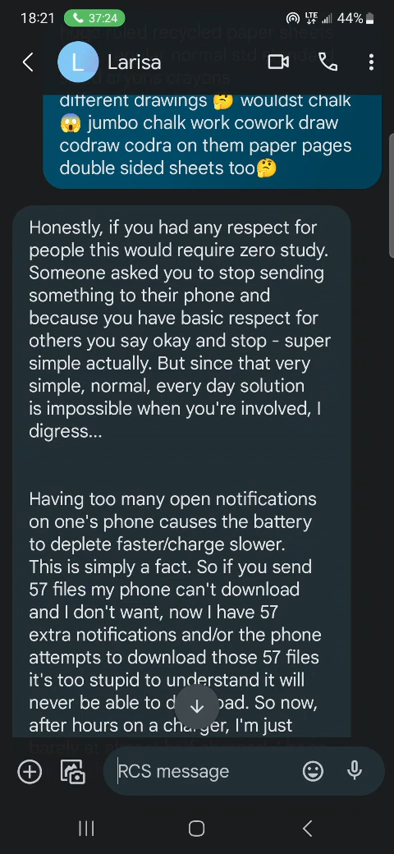 18:21
37:24
LTE
44%
L
Larisa
different drawings 🤔 wouldst chalk
😱 jumbo chalk work cowork draw
codraw codra on them paper pages
double sided sheets too🤔
Honestly, if you had any respect for
people this would require zero study.
Someone asked you to stop sending
something to their phone and
because you have basic respect for
others you say okay and stop - super
simple actually. But since that very
simple, normal, every day solution
is impossible when you're involved, I
digress...
Having too many open notifications
on one's phone causes the battery
to deplete faster/charge slower.
This is simply a fact. So if you send
57 files my phone can't download
and I don't want, now I have 57
extra notifications and/or the phone
attempts to download those 57 files
it's too stupid to understand it will
never be able to So now,
after hours on a I'm just
RCS message